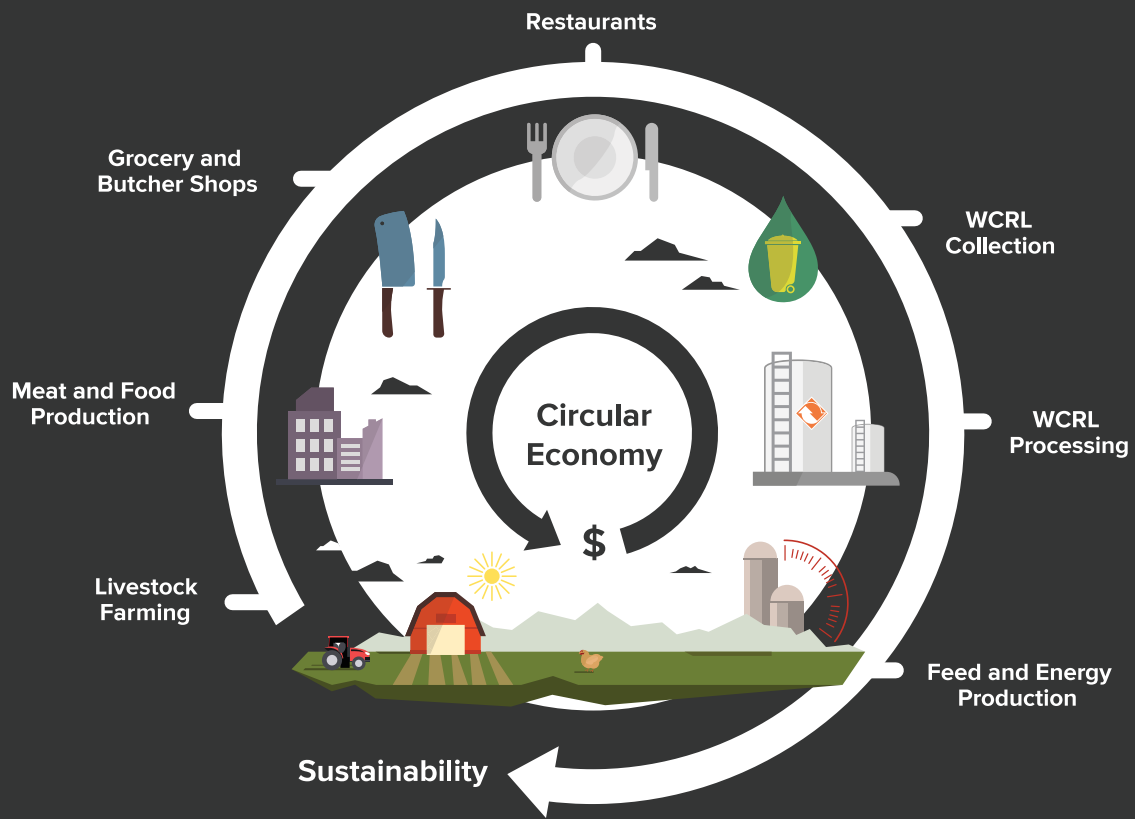 Restaurants
Grocery and
Butcher Shops
WCRL
Collection
Meat and Food
Production
Circular
Economy
$
WCRL
Processing
Livestock
Farming
Feed and Energy
Production
Sustainability